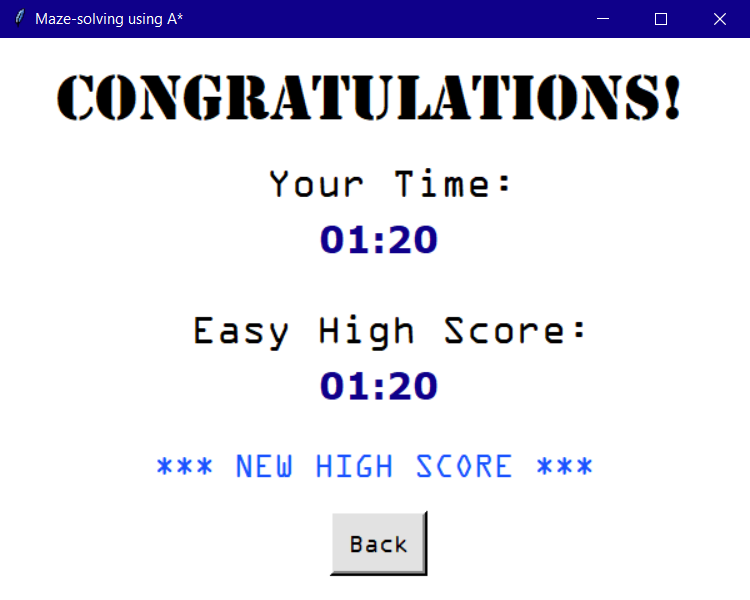 Maze-solving using A*
CONGRATULATIONS!
Your Time:
01:20
Easy High Score:
01:20
*** NEW HIGH SCORE ***
Back